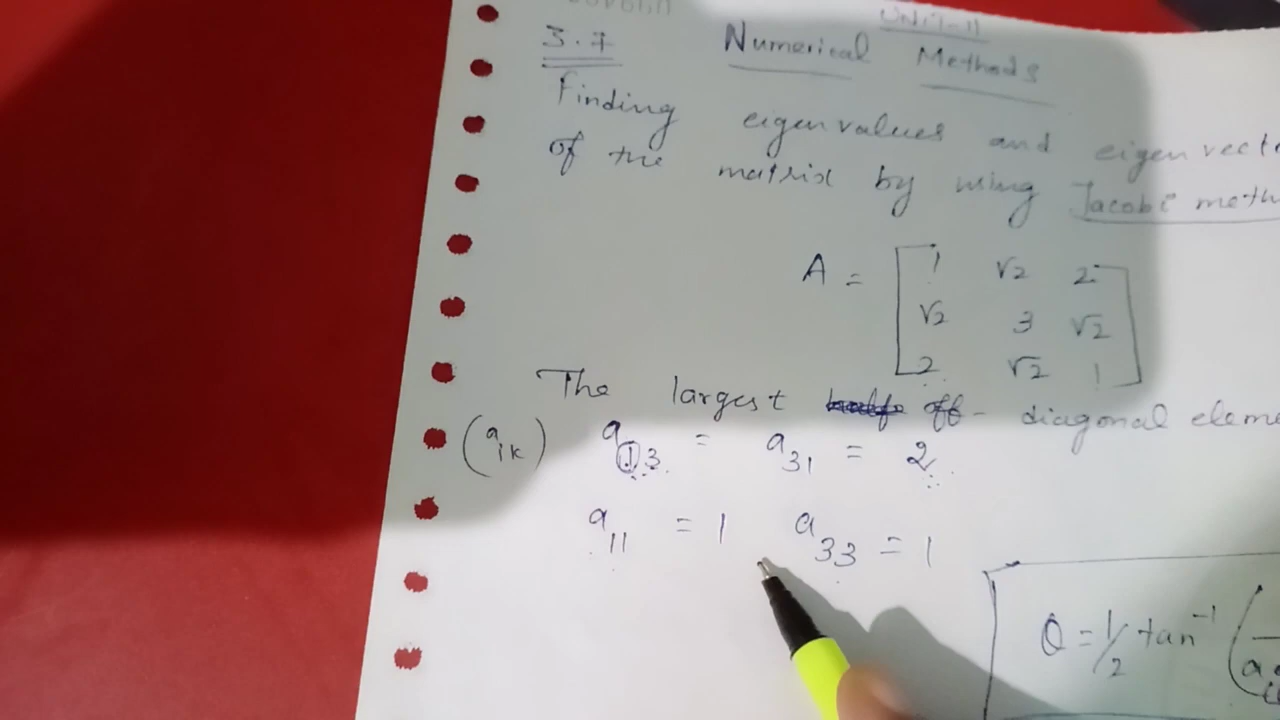 UNIT-II
3.7 Numerical Methods
Finding eigenvalues and eigen vect
of the matrix by using Jacobi meth
A = [ 1 √2 2
√2 3 √2
2 √2 1 ]
The largest off - diagonal eleme
(a_ik) a_13 = a_31 = 2
a_11 = 1 a_33 = 1
θ = 1/2 tan^-1 (